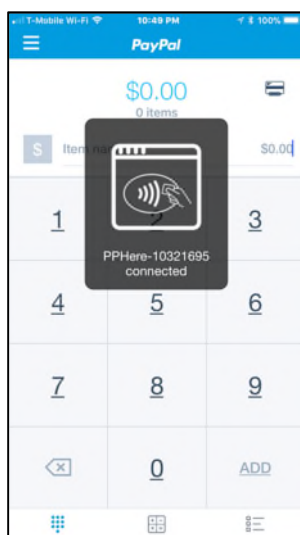 T-Mobile Wi-Fi 10:49 PM 100%
PayPal
$0.00
0 items
$ Item $0.00
PPHere-10321695
connected
1 2 3
4 5 6
7 8 9
0 ADD